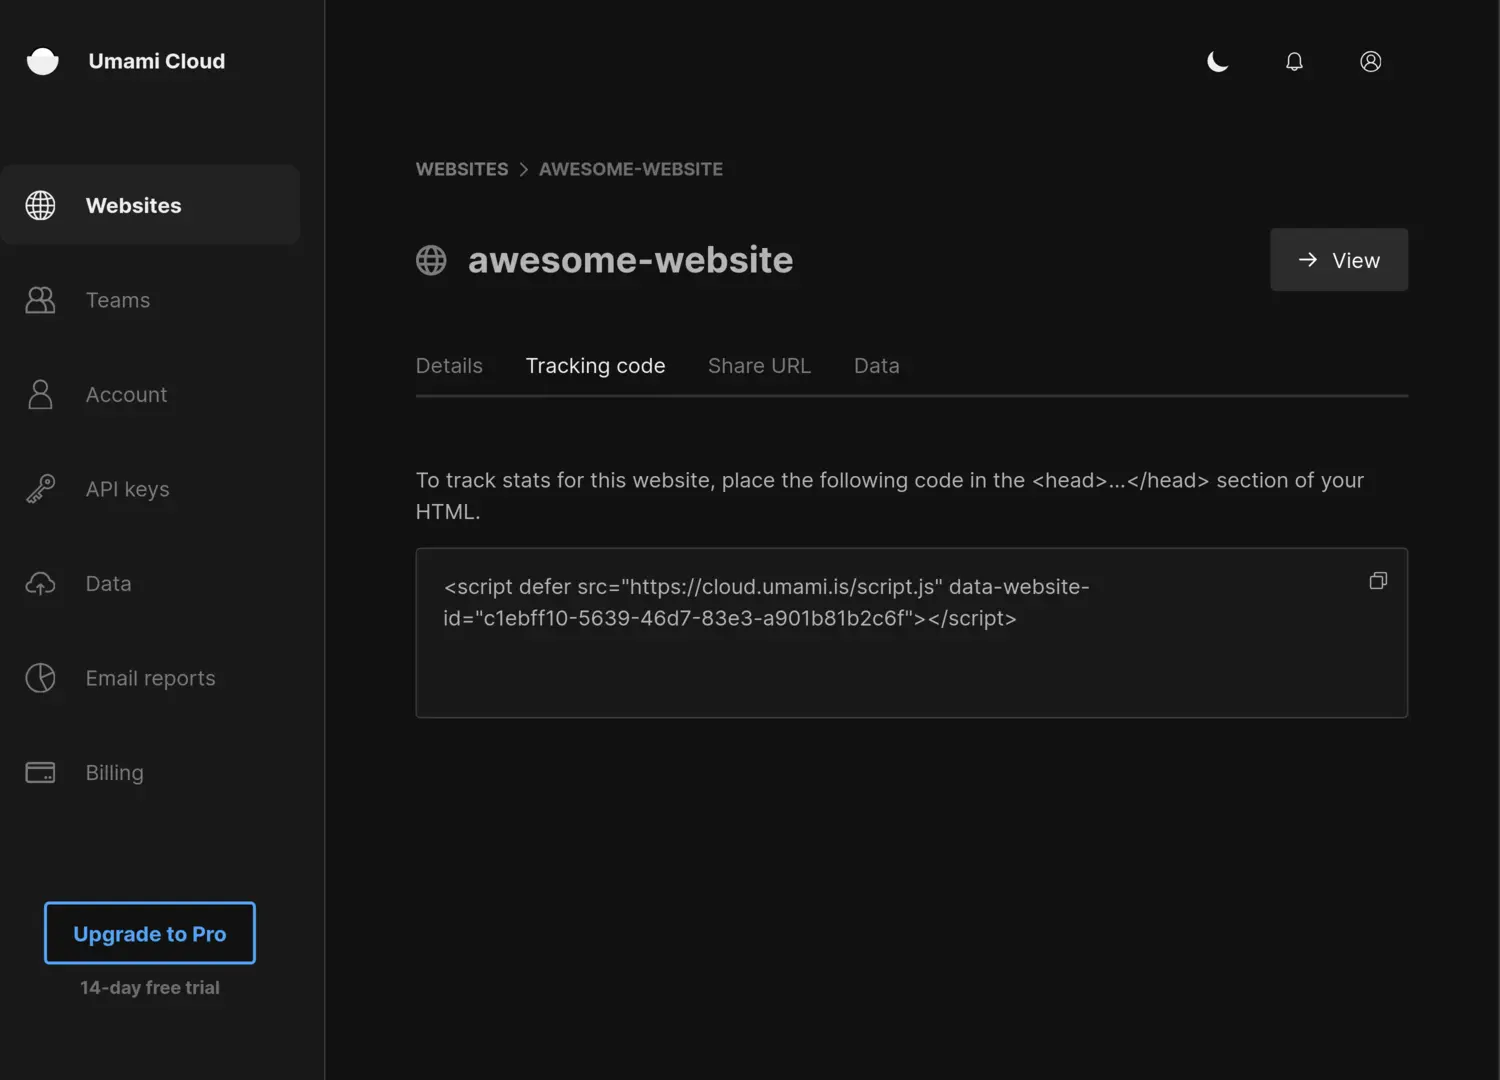 Umami Cloud
Websites
Teams
Account
API keys
Data
Email reports
Billing
Upgrade to Pro
14-day free trial
WEBSITES > AWESOME-WEBSITE
awesome-website
View
Details Tracking code Share URL Data
To track stats for this website, place the following code in the <head>...</head> section of your
HTML.
<script defer src="https://cloud.umami.is/script.js" data-website-
id="c1ebff10-5639-46d7-83e3-a901b81b2c6f"></script>